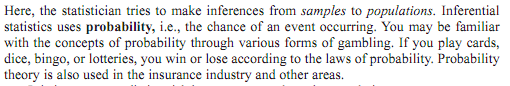 Here, the statistician tries to make inferences from samples to populations. Inferential
statistics uses probability, i.e., the chance of an event occurring. You may be familiar
with the concepts of probability through various forms of gambling. If you play cards,
dice, bingo, or lotteries, you win or lose according to the laws of probability. Probability
theory is also used in the insurance industry and other areas.